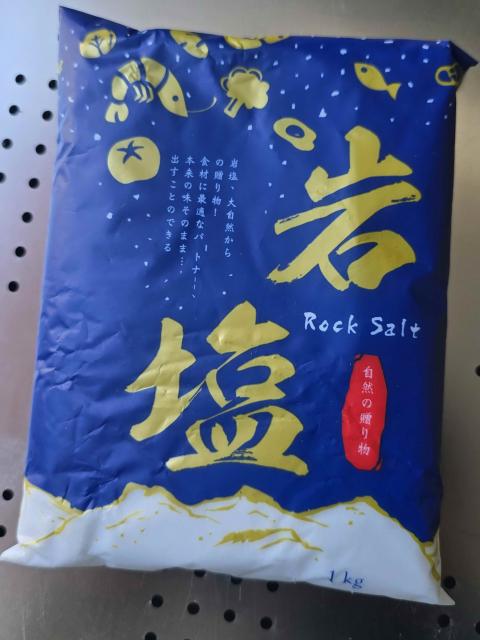 岩塩
Rock Salt
岩塩、大自然から
の贈り物！
食材に最適なパートナー、
本来の味そのまま…、
出すことのできる
自然の贈り物
1kg